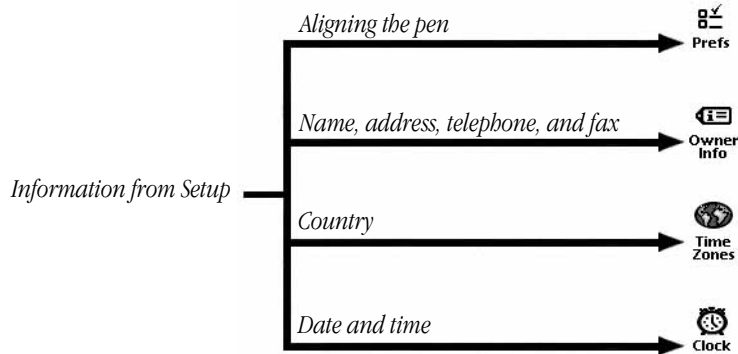 Aligning the pen
Prefs
Name, address, telephone, and fax
Owner
Info
Information from Setup
Country
Time
Zones
Date and time
Clock